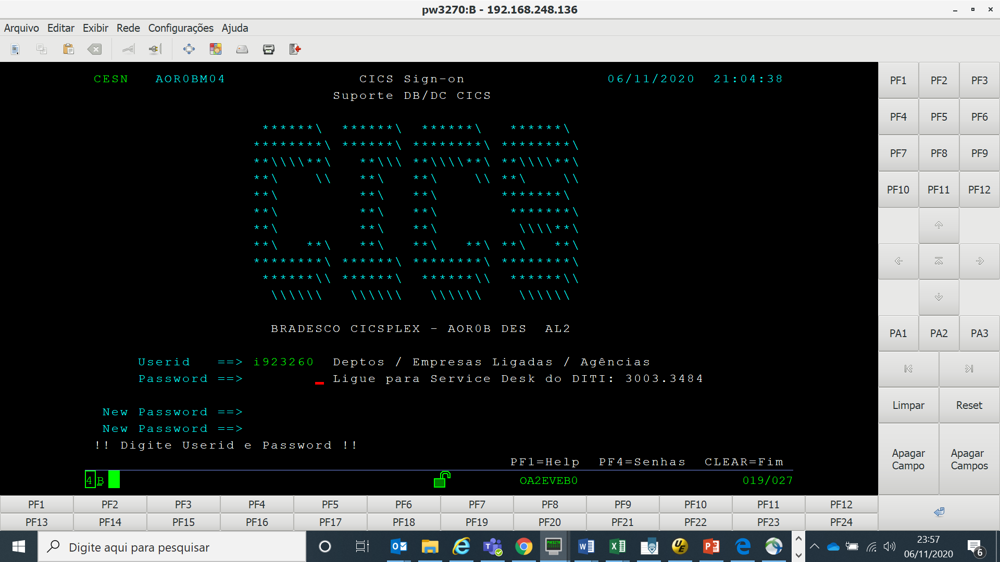 pw3270:B - 192.168.248.136
Arquivo Editar Exibir Rede Configurações Ajuda
CESN AOR0BM04 CICS Sign-on 06/11/2020 21:04:38
Suporte DB/DC CICS
******\ ******\ ******\ ******\
********\ ******\ ********\ ********\
**\\\\**\ **\\\ **\\\\**\ **\\\\**\
**\ \\ **\ **\ \\ **\ \\
**\ **\ **\ *******\
**\ **\ **\ *******\
**\ **\ **\ \\\\**\
**\ **\ **\ **\ **\ **\ **\
********\ ******\ ********\ ********\
******\\ ******\ ******\\ ******\\
\\\\\\ \\\\\\ \\\\\\ \\\\\\
BRADESCO CICSPLEX - AOR0B DES AL2
Userid ==> i923260 Deptos / Empresas Ligadas / Agências
Password ==> Ligue para Service Desk do DITI: 3003.3484
New Password ==>
New Password ==>
!! Digite Userid e Password !!
PF1=Help PF4=Senhas CLEAR=Fim
4 B OA2EVEB0 019/027
PF1 PF2 PF3
PF4 PF5 PF6
PF7 PF8 PF9
PF10 PF11 PF12
PA1 PA2 PA3
Limpar Reset
Apagar Campo Apagar Campos
PF1 PF2 PF3 PF4 PF5 PF6 PF7 PF8 PF9 PF10 PF11 PF12
PF13 PF14 PF15 PF16 PF17 PF18 PF19 PF20 PF21 PF22 PF23 PF24
Digite aqui para pesquisar
PW3270
23:57
06/11/2020
6